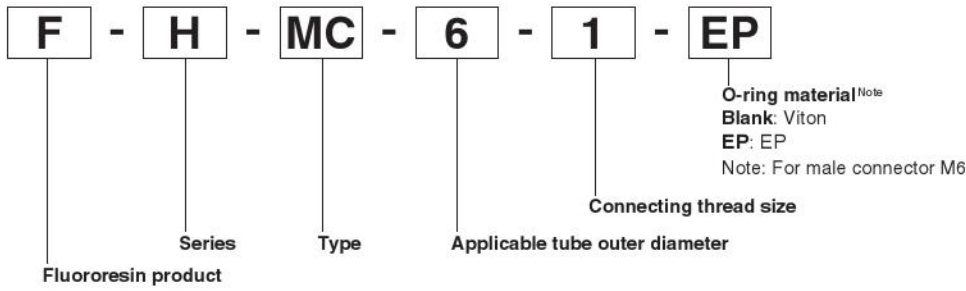 F - H - MC - 6 - 1 - EP
O-ring material Note
Blank: Viton
EP: EP
Note: For male connector M6
Connecting thread size
Series Type Applicable tube outer diameter
Fluororesin product